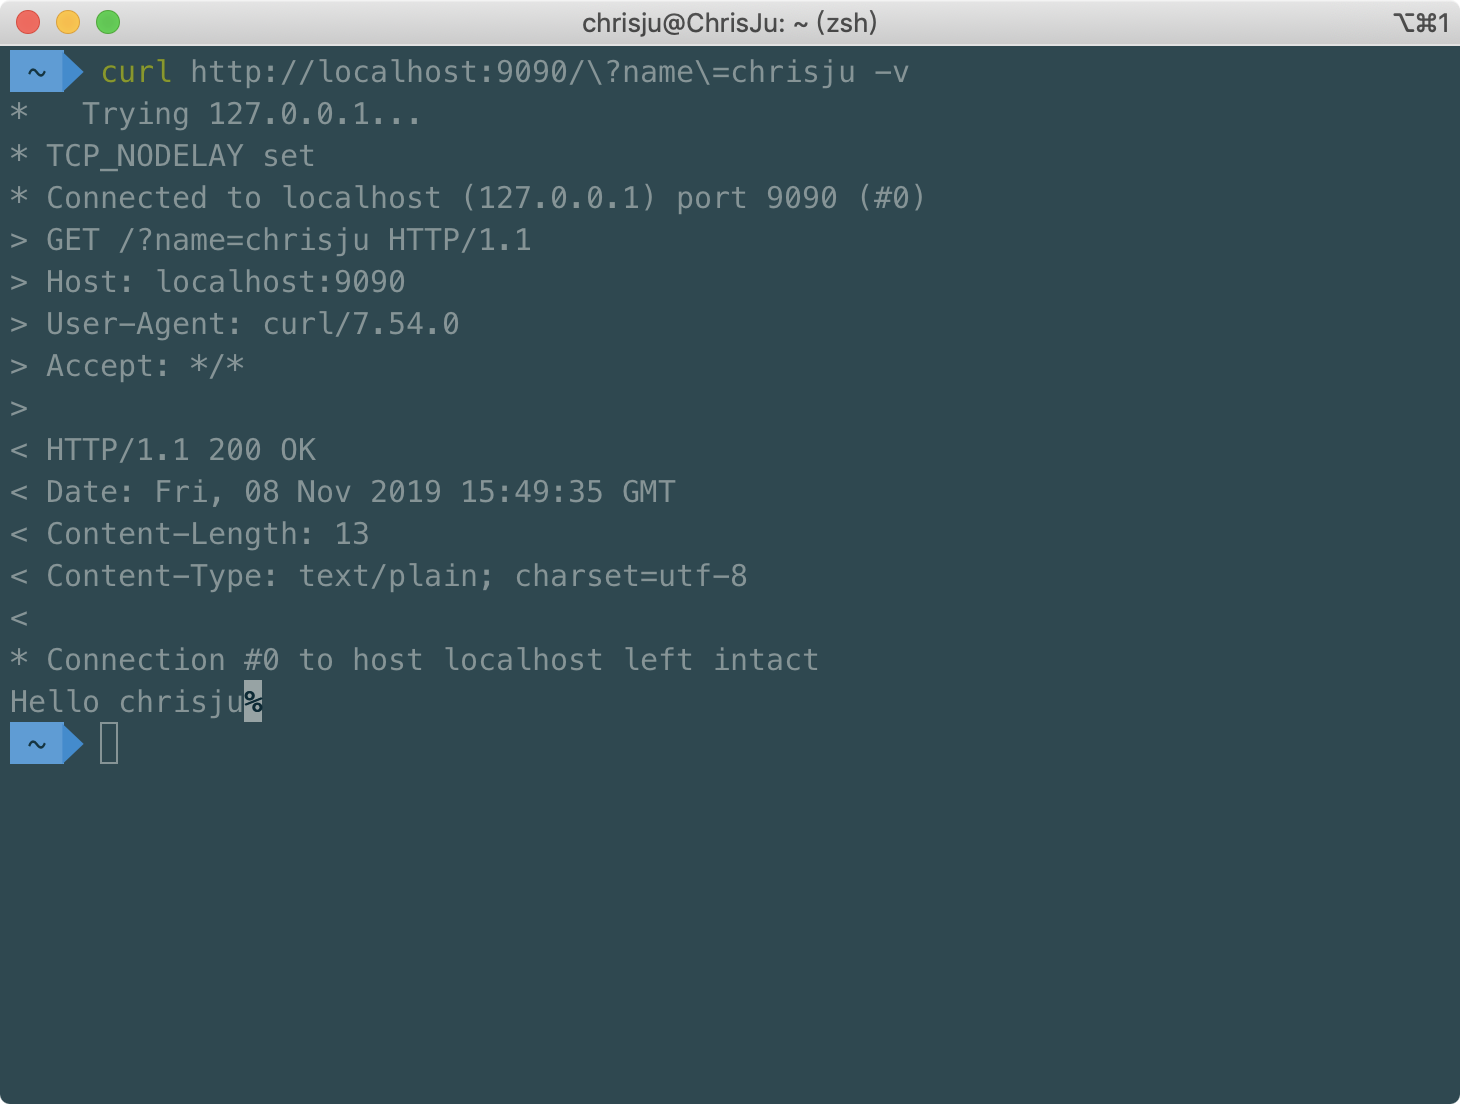 chrisju@ChrisJu: ~ (zsh)
⌥⌘1
~ curl http://localhost:9090/\?name\=chrisju -v
*   Trying 127.0.0.1...
* TCP_NODELAY set
* Connected to localhost (127.0.0.1) port 9090 (#0)
> GET /?name=chrisju HTTP/1.1
> Host: localhost:9090
> User-Agent: curl/7.54.0
> Accept: */*
>
< HTTP/1.1 200 OK
< Date: Fri, 08 Nov 2019 15:49:35 GMT
< Content-Length: 13
< Content-Type: text/plain; charset=utf-8
<
* Connection #0 to host localhost left intact
Hello chrisju%
~